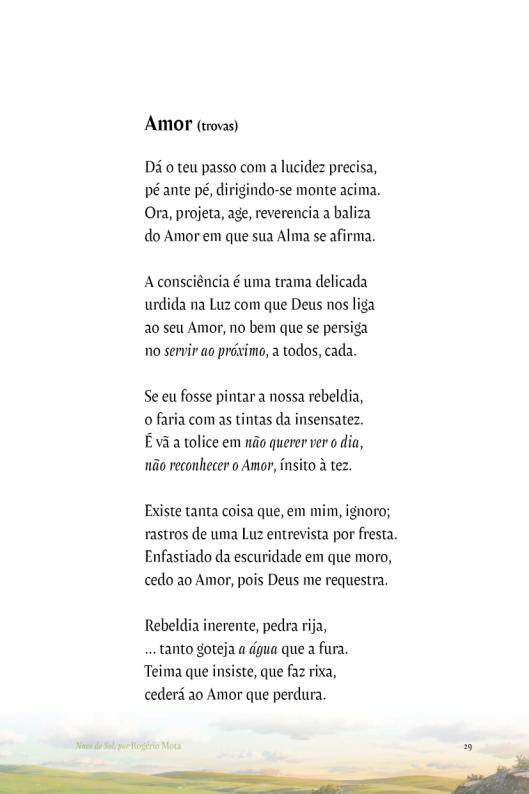 Amor (trovas)
Dá o teu passo com a lucidez precisa,
pé ante pé, dirigindo-se monte acima.
Ora, projeta, age, reverencia a baliza
do Amor em que sua Alma se afirma.
A consciência é uma trama delicada
urdida na Luz com que Deus nos liga
ao seu Amor, no bem que se persiga
no servir ao próximo, a todos, cada.
Se eu fosse pintar a nossa rebeldia,
o faria com as tintas da insensatez.
É vã a tolice em não querer ver o dia,
não reconhecer o Amor, ínsito à tez.
Existe tanta coisa que, em mim, ignoro;
rastros de uma Luz entrevista por fresta.
Enfastiado da escuridade em que moro,
cedo ao Amor, pois Deus me requestra.
Rebeldia inerente, pedra rija,
... tanto goteja a água que a fura.
Teima que insiste, que faz rixa,
cederá ao Amor que perdura.
de Sol, por Rogério Mota 29